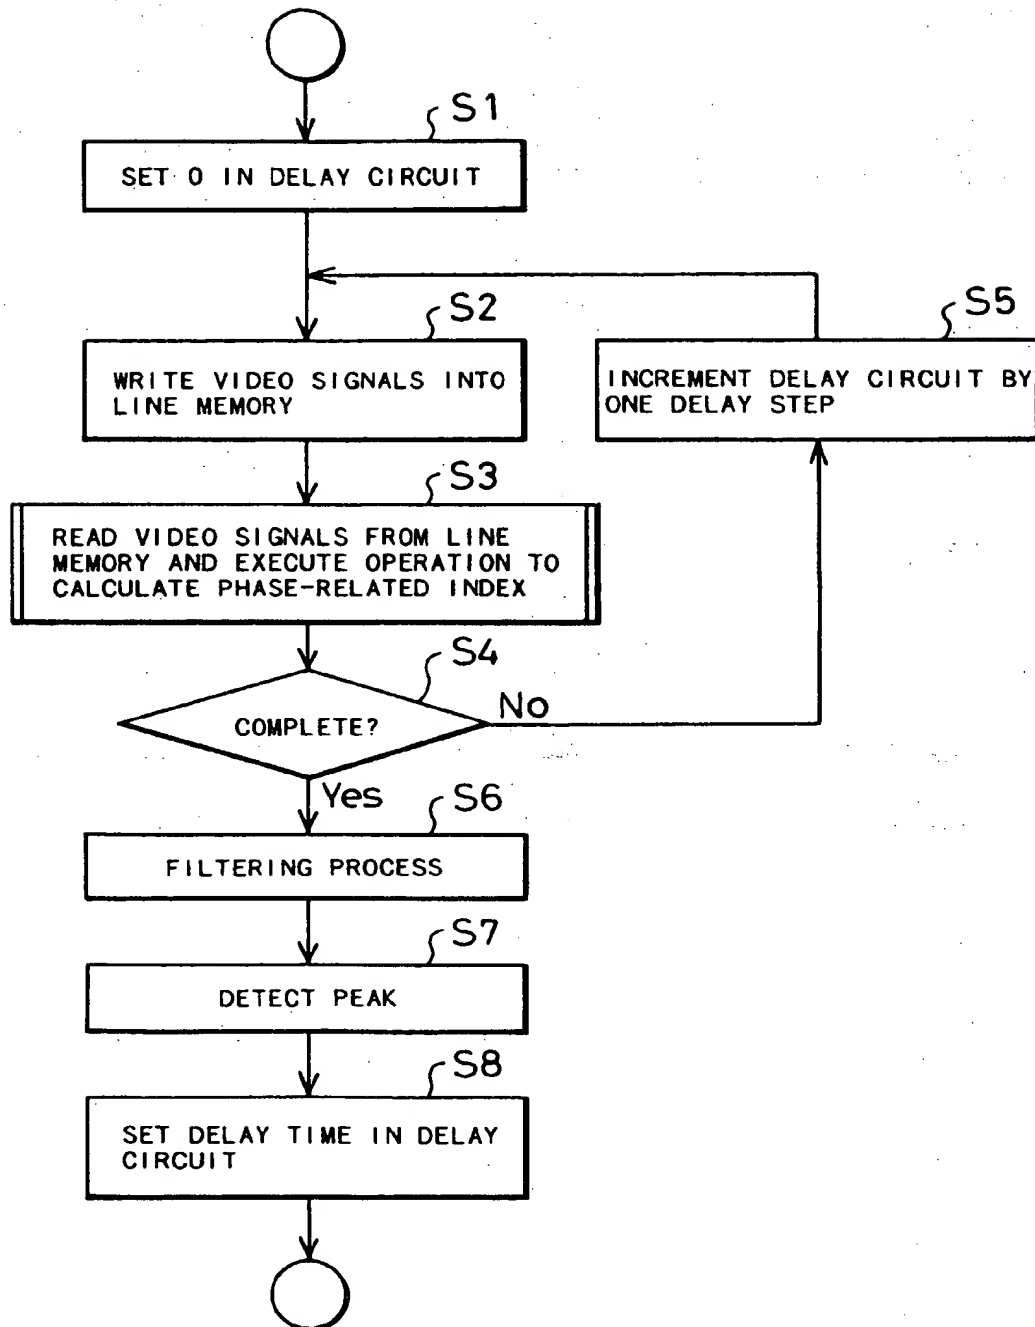 S1
SET 0 IN DELAY CIRCUIT
S2
WRITE VIDEO SIGNALS INTO
LINE MEMORY
S5
INCREMENT DELAY CIRCUIT BY
ONE DELAY STEP
S3
READ VIDEO SIGNALS FROM LINE
MEMORY AND EXECUTE OPERATION TO
CALCULATE PHASE-RELATED INDEX
S4
COMPLETE?
No
Yes
S6
FILTERING PROCESS
S7
DETECT PEAK
S8
SET DELAY TIME IN DELAY
CIRCUIT